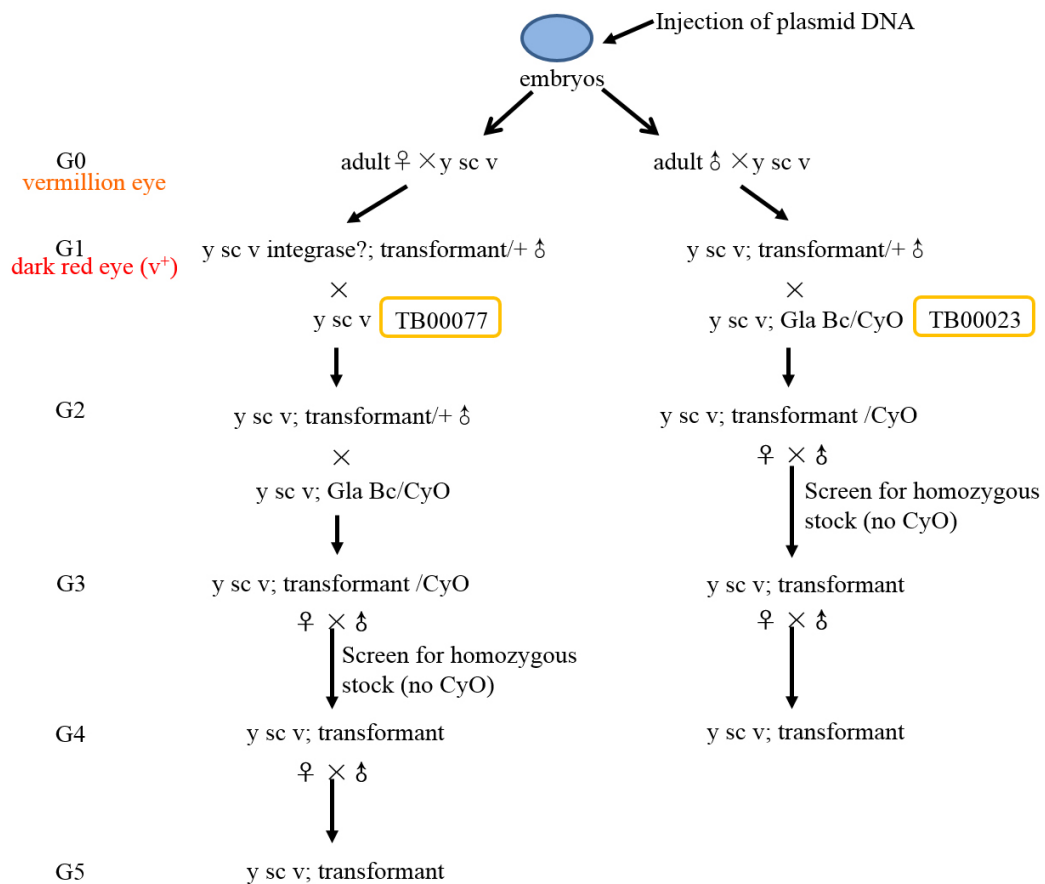 Injection of plasmid DNA
embryos
G0
vermillion eye
adult ♀ × y sc v
adult ♂ × y sc v
G1
dark red eye (v⁺)
y sc v integrase?; transformant/+ ♂
y sc v; transformant/+ ♂
×
×
y sc v TB00077
y sc v; Gla Bc/CyO TB00023
G2
y sc v; transformant/+ ♂
y sc v; transformant /CyO
×
♀ × ♂
y sc v; Gla Bc/CyO
Screen for homozygous
stock (no CyO)
G3
y sc v; transformant /CyO
y sc v; transformant
♀ × ♂
♀ × ♂
Screen for homozygous
stock (no CyO)
G4
y sc v; transformant
y sc v; transformant
♀ × ♂
G5
y sc v; transformant